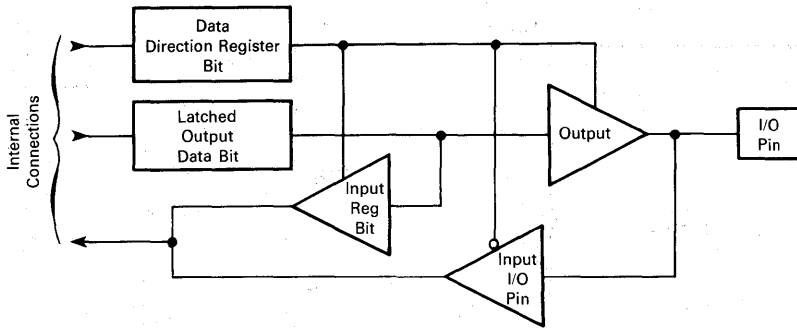 Data
Direction Register
Bit
Latched
Output
Data Bit
Internal
Connections
Input
Reg
Bit
Output
I/O
Pin
Input
I/O
Pin